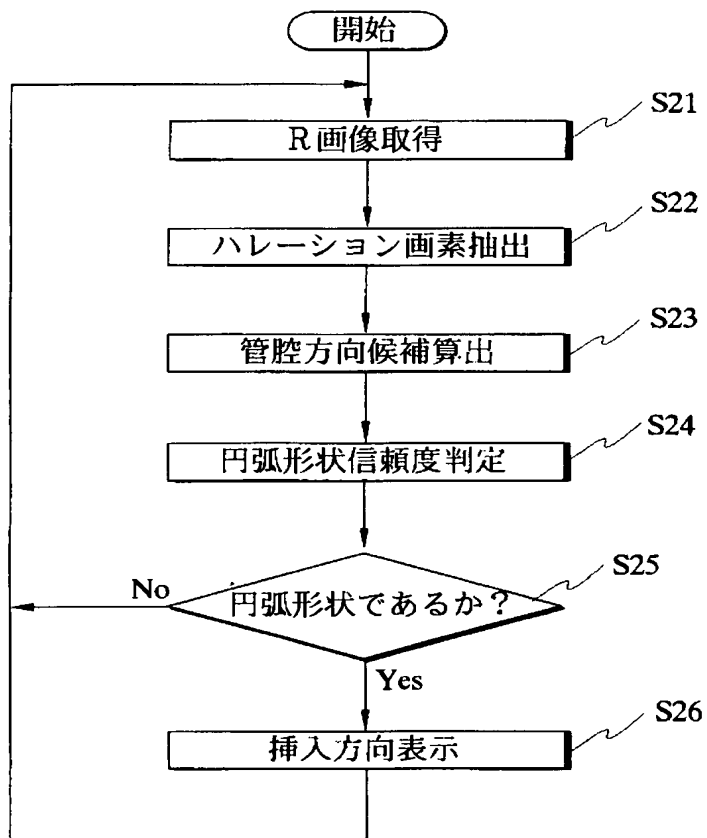 開始
S21
R画像取得
S22
ハレーション画素抽出
S23
管腔方向候補算出
S24
円弧形状信頼度判定
S25
No
円弧形状であるか？
Yes
S26
挿入方向表示